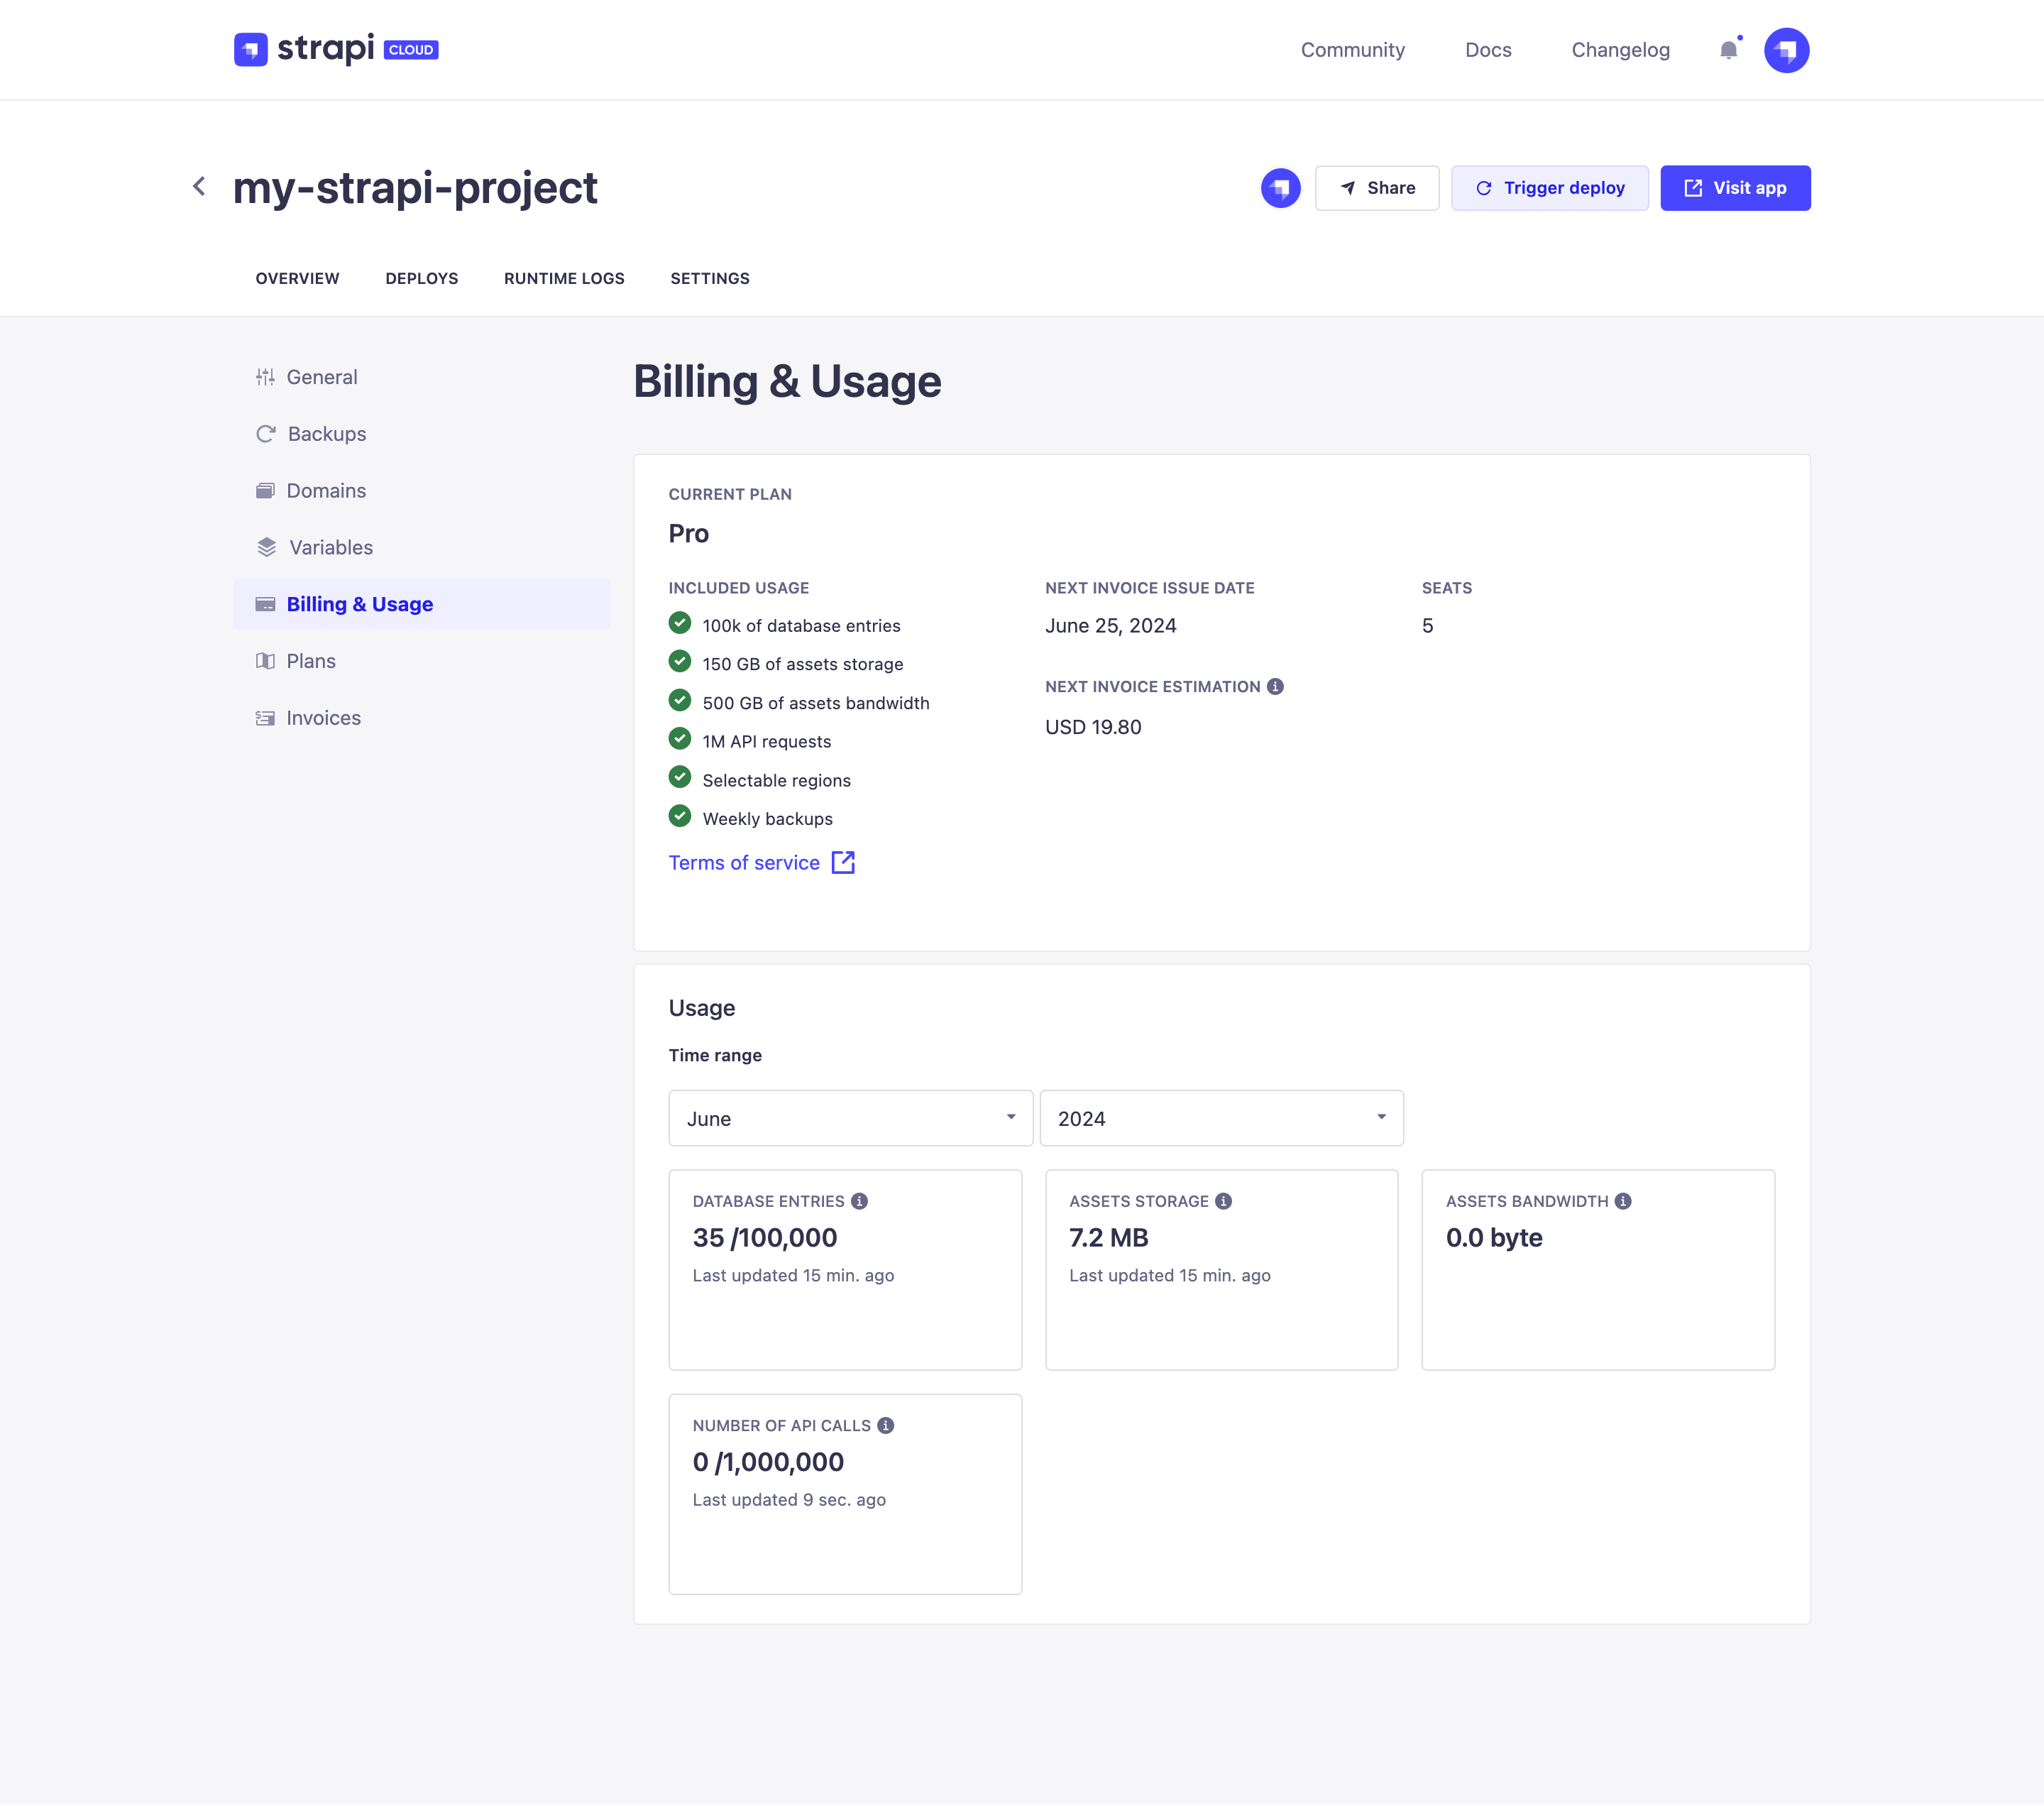 strapi CLOUD
Community Docs Changelog
my-strapi-project
Share Trigger deploy Visit app
OVERVIEW DEPLOYS RUNTIME LOGS SETTINGS
General
Backups
Domains
Variables
Billing & Usage
Plans
Invoices
Billing & Usage
CURRENT PLAN
Pro
INCLUDED USAGE
100k of database entries
150 GB of assets storage
500 GB of assets bandwidth
1M API requests
Selectable regions
Weekly backups
Terms of service
NEXT INVOICE ISSUE DATE
June 25, 2024
NEXT INVOICE ESTIMATION
USD 19.80
SEATS
5
Usage
Time range
June 2024
DATABASE ENTRIES
35 /100,000
Last updated 15 min. ago
ASSETS STORAGE
7.2 MB
Last updated 15 min. ago
ASSETS BANDWIDTH
0.0 byte
NUMBER OF API CALLS
0 /1,000,000
Last updated 9 sec. ago